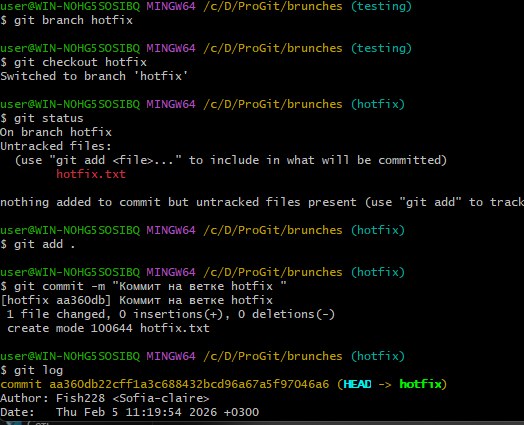 user@WIN-NOHG5SOSIBQ MINGW64 /c/D/ProGit/brunches (testing)
$ git branch hotfix
user@WIN-NOHG5SOSIBQ MINGW64 /c/D/ProGit/brunches (testing)
$ git checkout hotfix
Switched to branch 'hotfix'
user@WIN-NOHG5SOSIBQ MINGW64 /c/D/ProGit/brunches (hotfix)
$ git status
On branch hotfix
Untracked files:
  (use "git add <file>..." to include in what will be committed)
        hotfix.txt
nothing added to commit but untracked files present (use "git add" to track
user@WIN-NOHG5SOSIBQ MINGW64 /c/D/ProGit/brunches (hotfix)
$ git add .
user@WIN-NOHG5SOSIBQ MINGW64 /c/D/ProGit/brunches (hotfix)
$ git commit -m "Коммит на ветке hotfix "
[hotfix aa360db] Коммит на ветке hotfix
 1 file changed, 0 insertions(+), 0 deletions(-)
 create mode 100644 hotfix.txt
user@WIN-NOHG5SOSIBQ MINGW64 /c/D/ProGit/brunches (hotfix)
$ git log
commit aa360db22cff1a3c688432bcd96a67a5f97046a6 (HEAD -> hotfix)
Author: Fish228 <Sofia-claire>
Date:   Thu Feb 5 11:19:54 2026 +0300